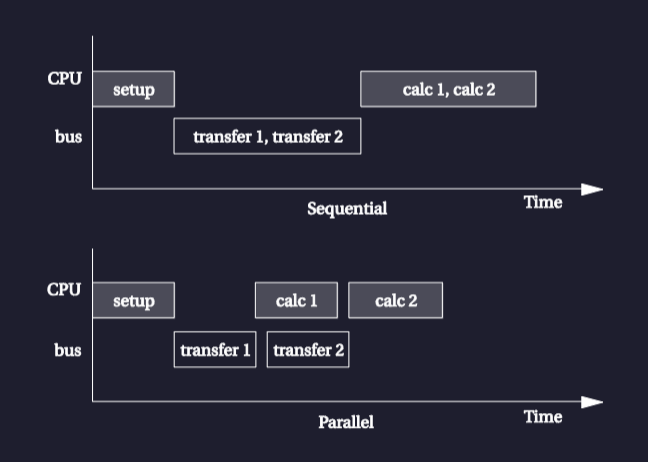 CPU
setup
calc 1, calc 2
bus
transfer 1, transfer 2
Time
Sequential
CPU
setup
calc 1
calc 2
bus
transfer 1
transfer 2
Time
Parallel